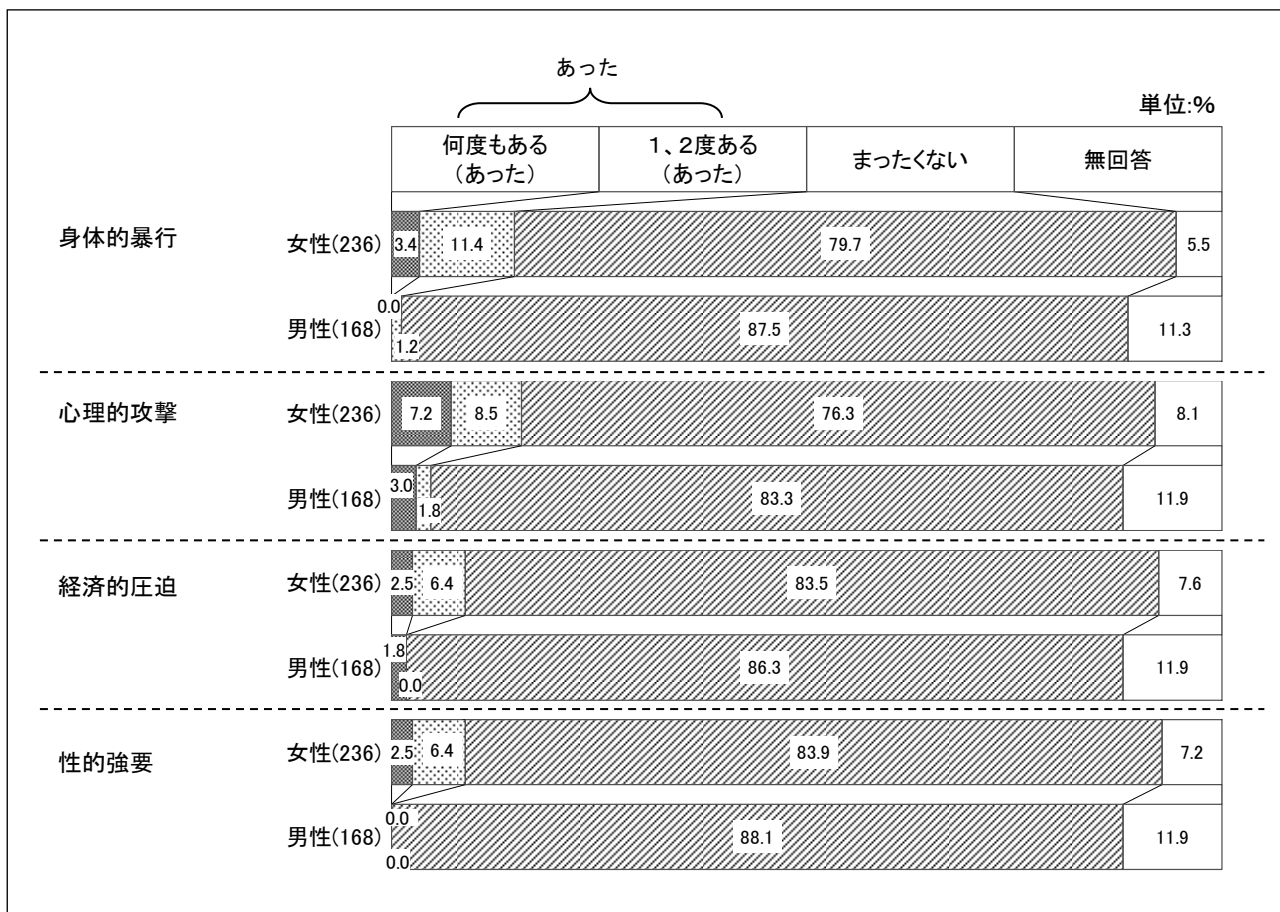 あった
単位:%
何度もある
（あった）
１、２度ある
（あった）
まったくない
無回答
身体的暴行
女性(236)
3.4
11.4
79.7
5.5
男性(168)
0.0
1.2
87.5
11.3
心理的攻撃
女性(236)
7.2
8.5
76.3
8.1
男性(168)
3.0
1.8
83.3
11.9
経済的圧迫
女性(236)
2.5
6.4
83.5
7.6
男性(168)
1.8
0.0
86.3
11.9
性的強要
女性(236)
2.5
6.4
83.9
7.2
男性(168)
0.0
0.0
88.1
11.9